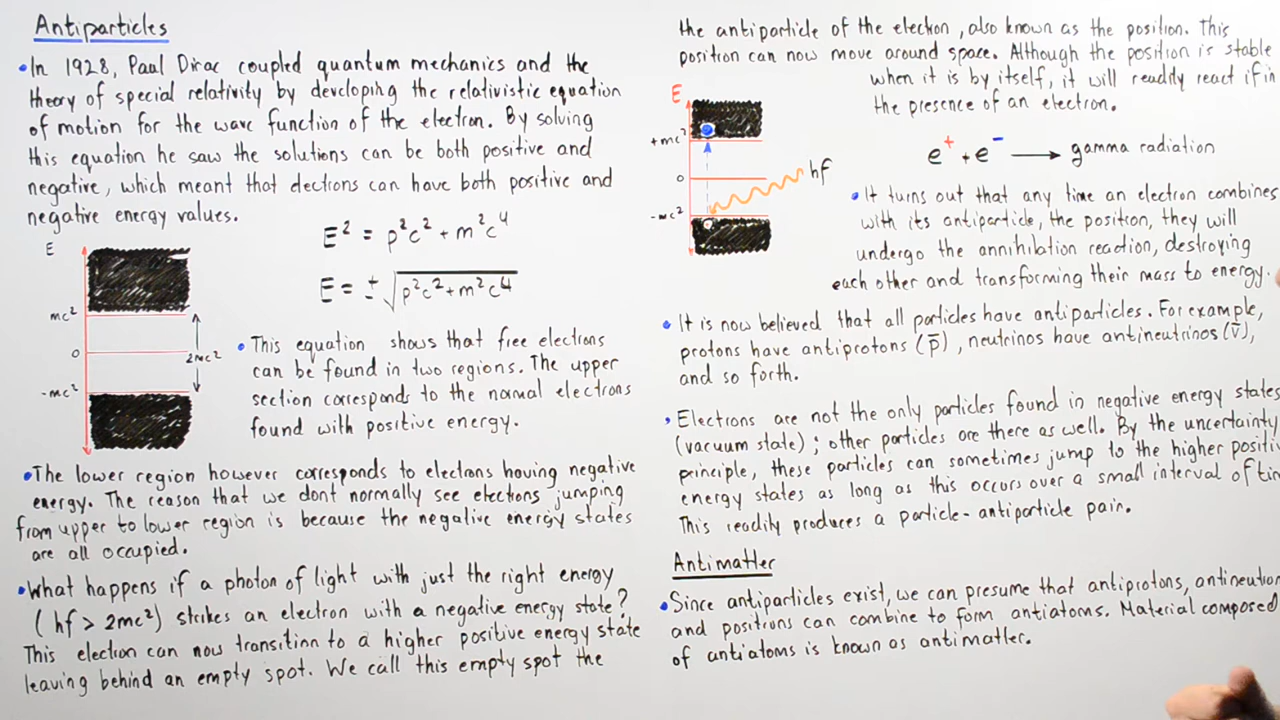 Antiparticles
• In 1928, Paul Dirac coupled quantum mechanics and the
theory of special relativity by developing the relativistic equation
of motion for the wave function of the electron. By solving
this equation he saw the solutions can be both positive and
negative, which meant that electrons can have both positive and
negative energy values.
E² = p²c² + m²c⁴
E = ± √p²c² + m²c⁴
E
mc²
0
-mc²
2mc²
• This equation shows that free electrons
can be found in two regions. The upper
section corresponds to the normal electrons
found with positive energy.
• The lower region however corresponds to electrons having negative
energy. The reason that we dont normally see electrons jumping
from upper to lower region is because the negative energy states
are all occupied.
• What happens if a photon of light with just the right energy
(hf > 2mc²) strikes an electron with a negative energy state?
This electron can now transition to a higher positive energy state
leaving behind an empty spot. We call this empty spot the
the antiparticle of the electron, also known as the position. This
position can now move around space. Although the position is stable
when it is by itself, it will readily react if in
the presence of an electron.
E
+mc²
0
-mc²
hf
e⁺ + e⁻ → gamma radiation
• It turns out that any time an electron combines
with its antiparticle, the position, they will
undergo the annihilation reaction, destroying
each other and transforming their mass to energy.
• It is now believed that all particles have antiparticles. For example,
protons have antiprotons (p̄), neutrinos have antineutrinos (v̄),
and so forth.
• Electrons are not the only particles found in negative energy states
(vacuum state); other particles are there as well. By the uncertainty
principle, these particles can sometimes jump to the higher
energy states as long as this occurs over a small interval of
This readily produces a particle-antiparticle pair.
Antimatter
• Since antiparticles exist, we can presume that antiprotons,
and positrons can combine to form antiatoms. Material composed
of antiatoms is known as antimatter.